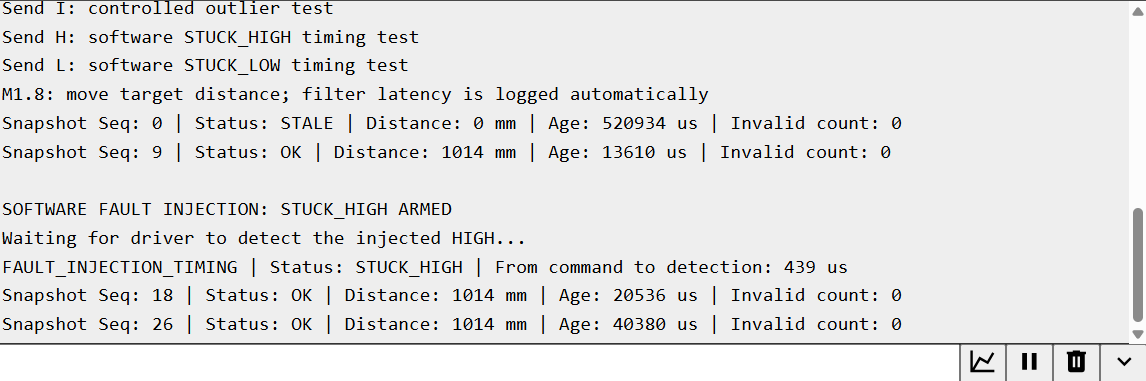 Send I: controlled outlier test
Send H: software STUCK_HIGH timing test
Send L: software STUCK_LOW timing test
M1.8: move target distance; filter latency is logged automatically
Snapshot Seq: 0 | Status: STALE | Distance: 0 mm | Age: 520934 us | Invalid count: 0
Snapshot Seq: 9 | Status: OK | Distance: 1014 mm | Age: 13610 us | Invalid count: 0
SOFTWARE FAULT INJECTION: STUCK_HIGH ARMED
Waiting for driver to detect the injected HIGH...
FAULT_INJECTION_TIMING | Status: STUCK_HIGH | From command to detection: 439 us
Snapshot Seq: 18 | Status: OK | Distance: 1014 mm | Age: 20536 us | Invalid count: 0
Snapshot Seq: 26 | Status: OK | Distance: 1014 mm | Age: 40380 us | Invalid count: 0